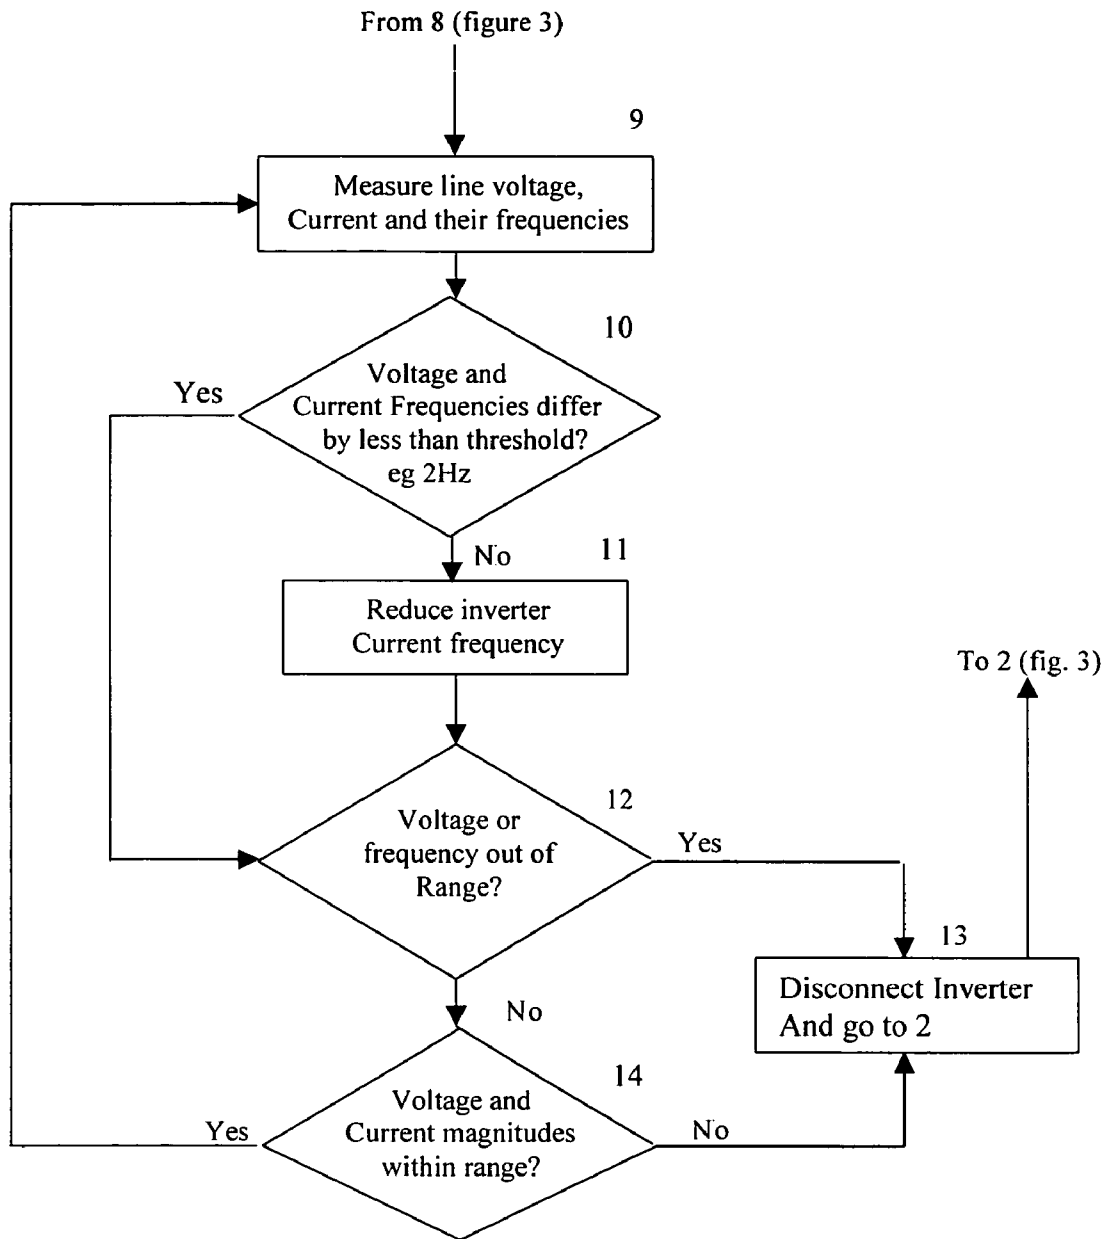 From 8 (figure 3)
9
Measure line voltage,
Current and their frequencies
10
Voltage and
Current Frequencies differ
by less than threshold?
eg 2Hz
Yes
No
11
Reduce inverter
Current frequency
To 2 (fig. 3)
12
Voltage or
frequency out of
Range?
Yes
No
13
Disconnect Inverter
And go to 2
14
Voltage and
Current magnitudes
within range?
Yes
No